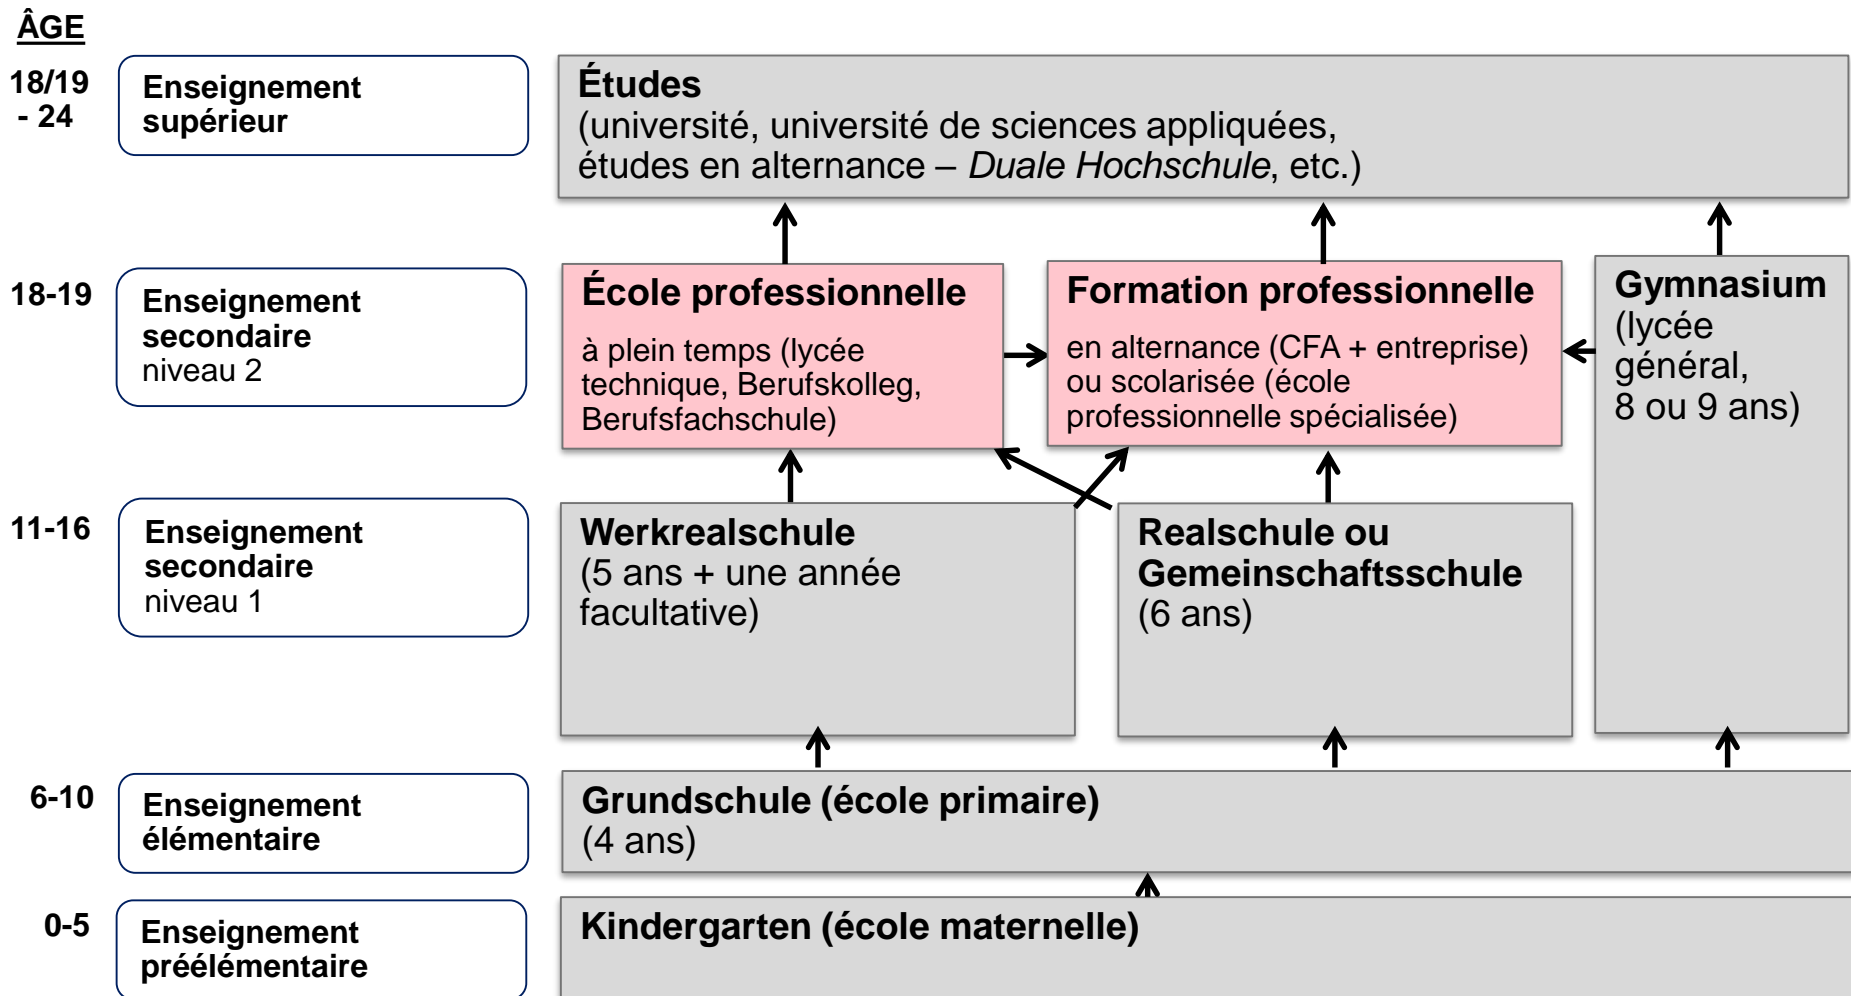 ÂGE
18/19
- 24
Enseignement
supérieur
Études
(université, université de sciences appliquées,
études en alternance – Duale Hochschule, etc.)
18-19
Enseignement
secondaire
niveau 2
École professionnelle
à plein temps (lycée
technique, Berufskolleg,
Berufsfachschule)
Formation professionnelle
en alternance (CFA + entreprise)
ou scolarisée (école
professionnelle spécialisée)
Gymnasium
(lycée
général,
8 ou 9 ans)
11-16
Enseignement
secondaire
niveau 1
Werkrealschule
(5 ans + une année
facultative)
Realschule ou
Gemeinschaftsschule
(6 ans)
6-10
Enseignement
élémentaire
Grundschule (école primaire)
(4 ans)
0-5
Enseignement
préélémentaire
Kindergarten (école maternelle)